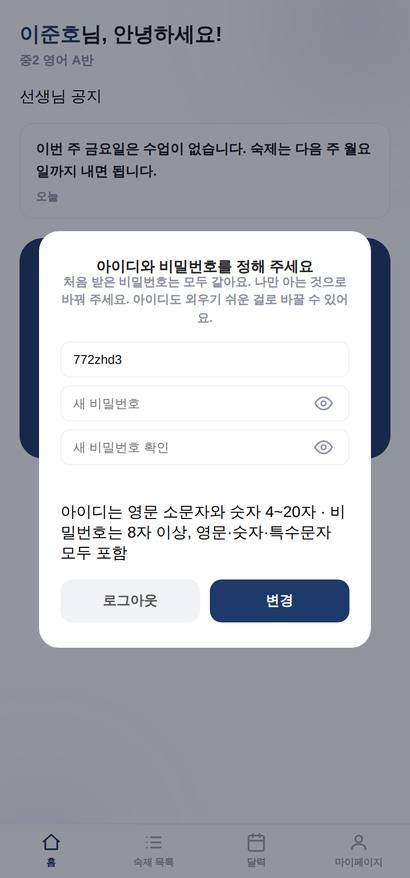 이준호님, 안녕하세요!
중2 영어 A반
선생님 공지
이번 주 금요일은 수업이 없습니다. 숙제는 다음 주 월요
일까지 내면 됩니다.
오늘
아이디와 비밀번호를 정해 주세요
처음 받은 비밀번호는 모두 같아요. 나만 아는 것으로
바꿔 주세요. 아이디도 외우기 쉬운 걸로 바꿀 수 있어
요.
772zhd3
새 비밀번호
새 비밀번호 확인
아이디는 영문 소문자와 숫자 4~20자 · 비
밀번호는 8자 이상, 영문·숫자·특수문자
모두 포함
로그아웃
변경
홈
숙제 목록
달력
마이페이지